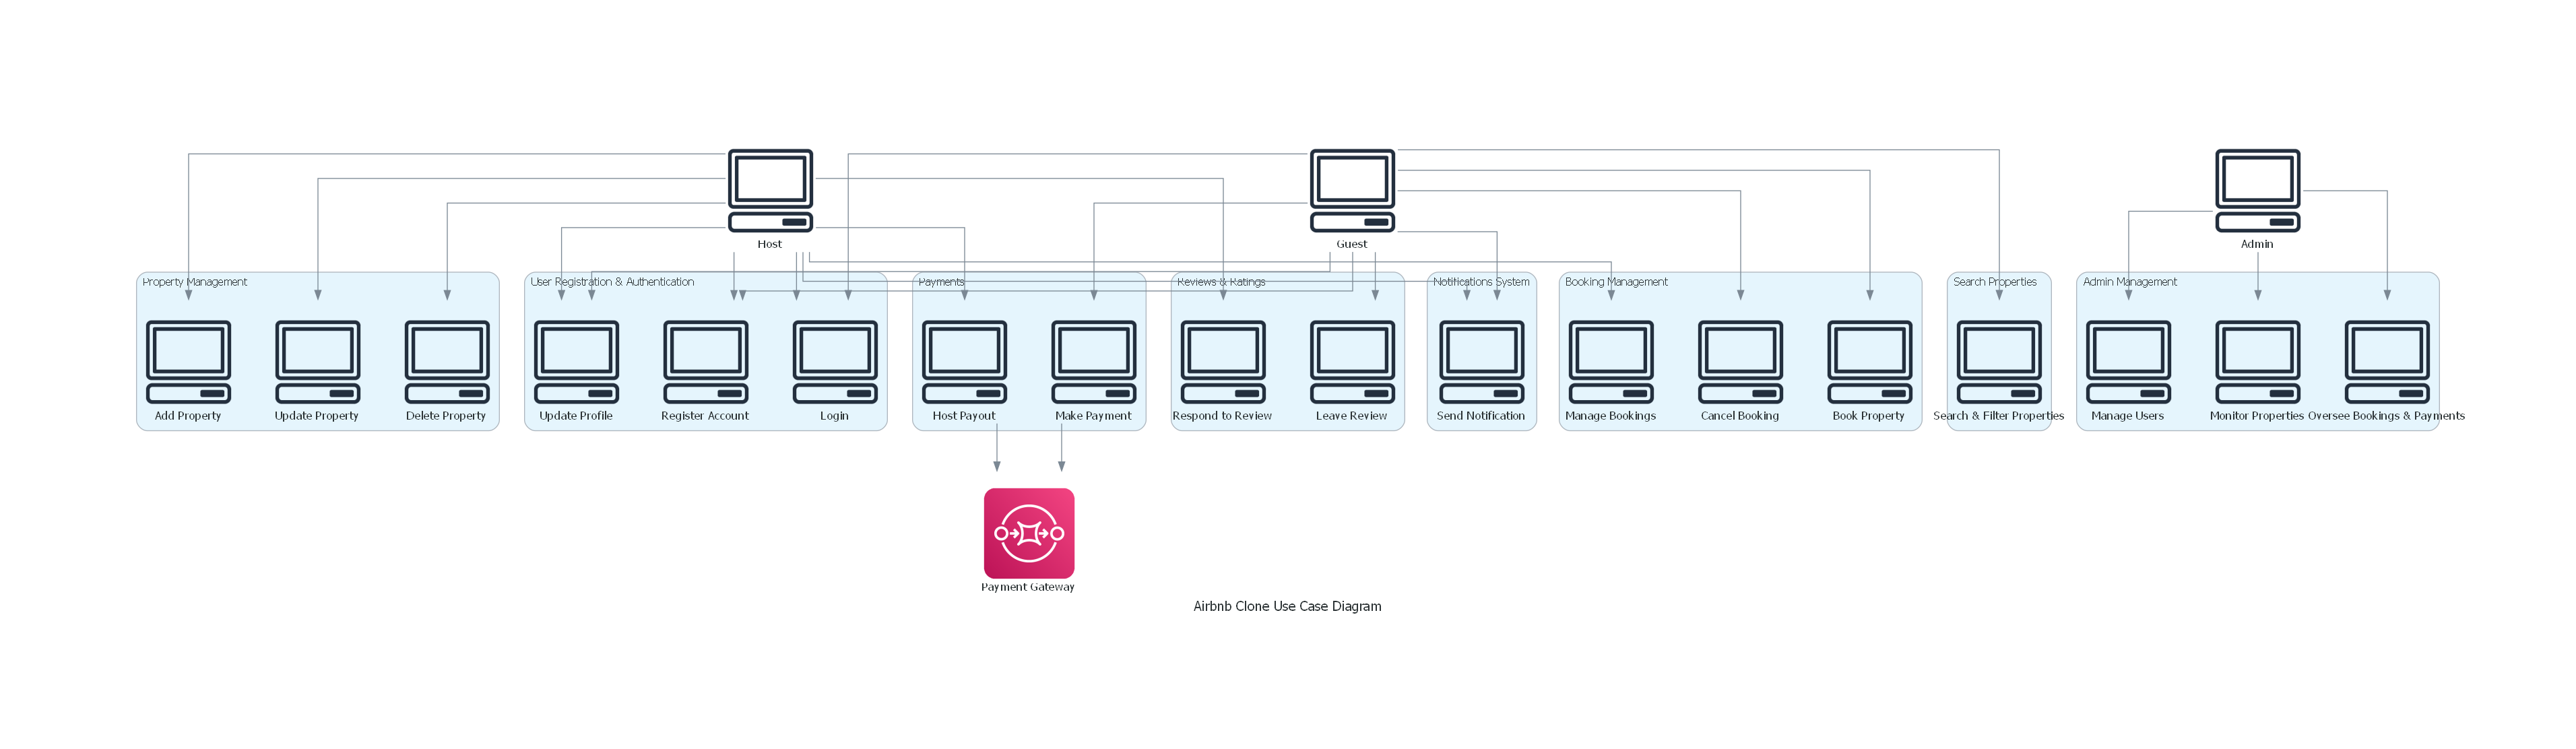 Host
Guest
Admin
Property Management
User Registration & Authentication
Payments
Reviews & Ratings
Notifications System
Booking Management
Search Properties
Admin Management
Add Property
Update Property
Delete Property
Update Profile
Register Account
Login
Host Payout
Make Payment
Respond to Review
Leave Review
Send Notification
Manage Bookings
Cancel Booking
Book Property
Search & Filter Properties
Manage Users
Monitor Properties
Oversee Bookings & Payments
Payment Gateway
Airbnb Clone Use Case Diagram